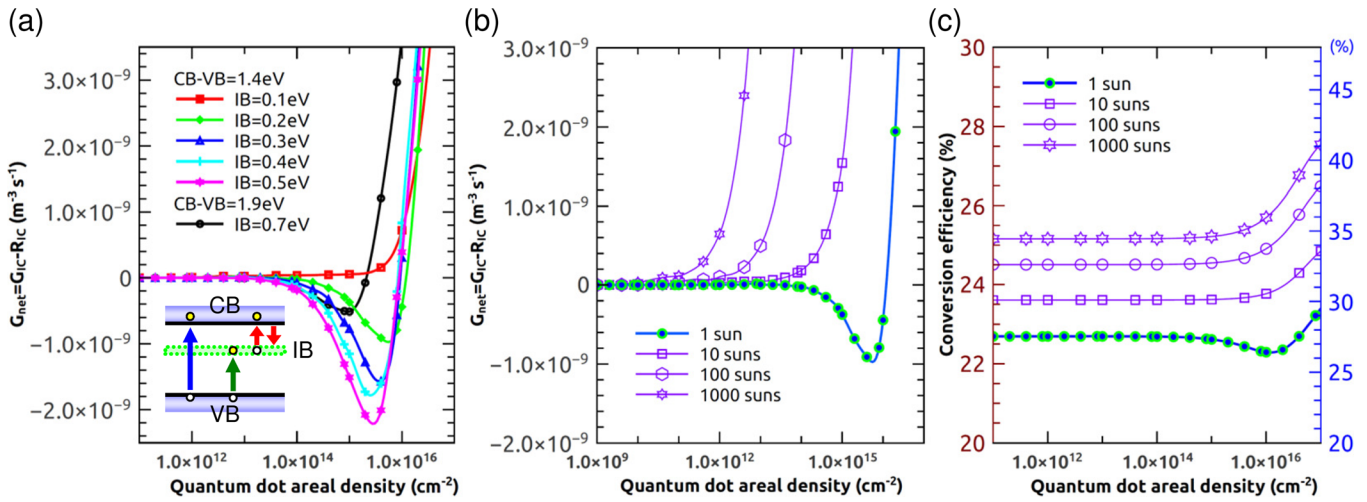 (a)
G_net=G_IC-R_IC (m⁻³ s⁻¹)
3.0×10⁻⁹
2.0×10⁻⁹
1.0×10⁻⁹
0
−1.0×10⁻⁹
−2.0×10⁻⁹
CB-VB=1.4eV
IB=0.1eV
IB=0.2eV
IB=0.3eV
IB=0.4eV
IB=0.5eV
CB-VB=1.9eV
IB=0.7eV
CB
IB
VB
1.0×10¹² 1.0×10¹⁴ 1.0×10¹⁶
Quantum dot areal density (cm⁻²)
(b)
G_net=G_IC-R_IC (m⁻³ s⁻¹)
3.0×10⁻⁹
2.0×10⁻⁹
1.0×10⁻⁹
0
−1.0×10⁻⁹
−2.0×10⁻⁹
1 sun
10 suns
100 suns
1000 suns
1.0×10⁹ 1.0×10¹² 1.0×10¹⁵
Quantum dot areal density (cm⁻²)
(c)
Conversion efficiency (%)
30
28
26
24
22
20
1 sun
10 suns
100 suns
1000 suns
(%)
45
40
35
30
25
20
1.0×10¹² 1.0×10¹⁴ 1.0×10¹⁶
Quantum dot areal density (cm⁻²)